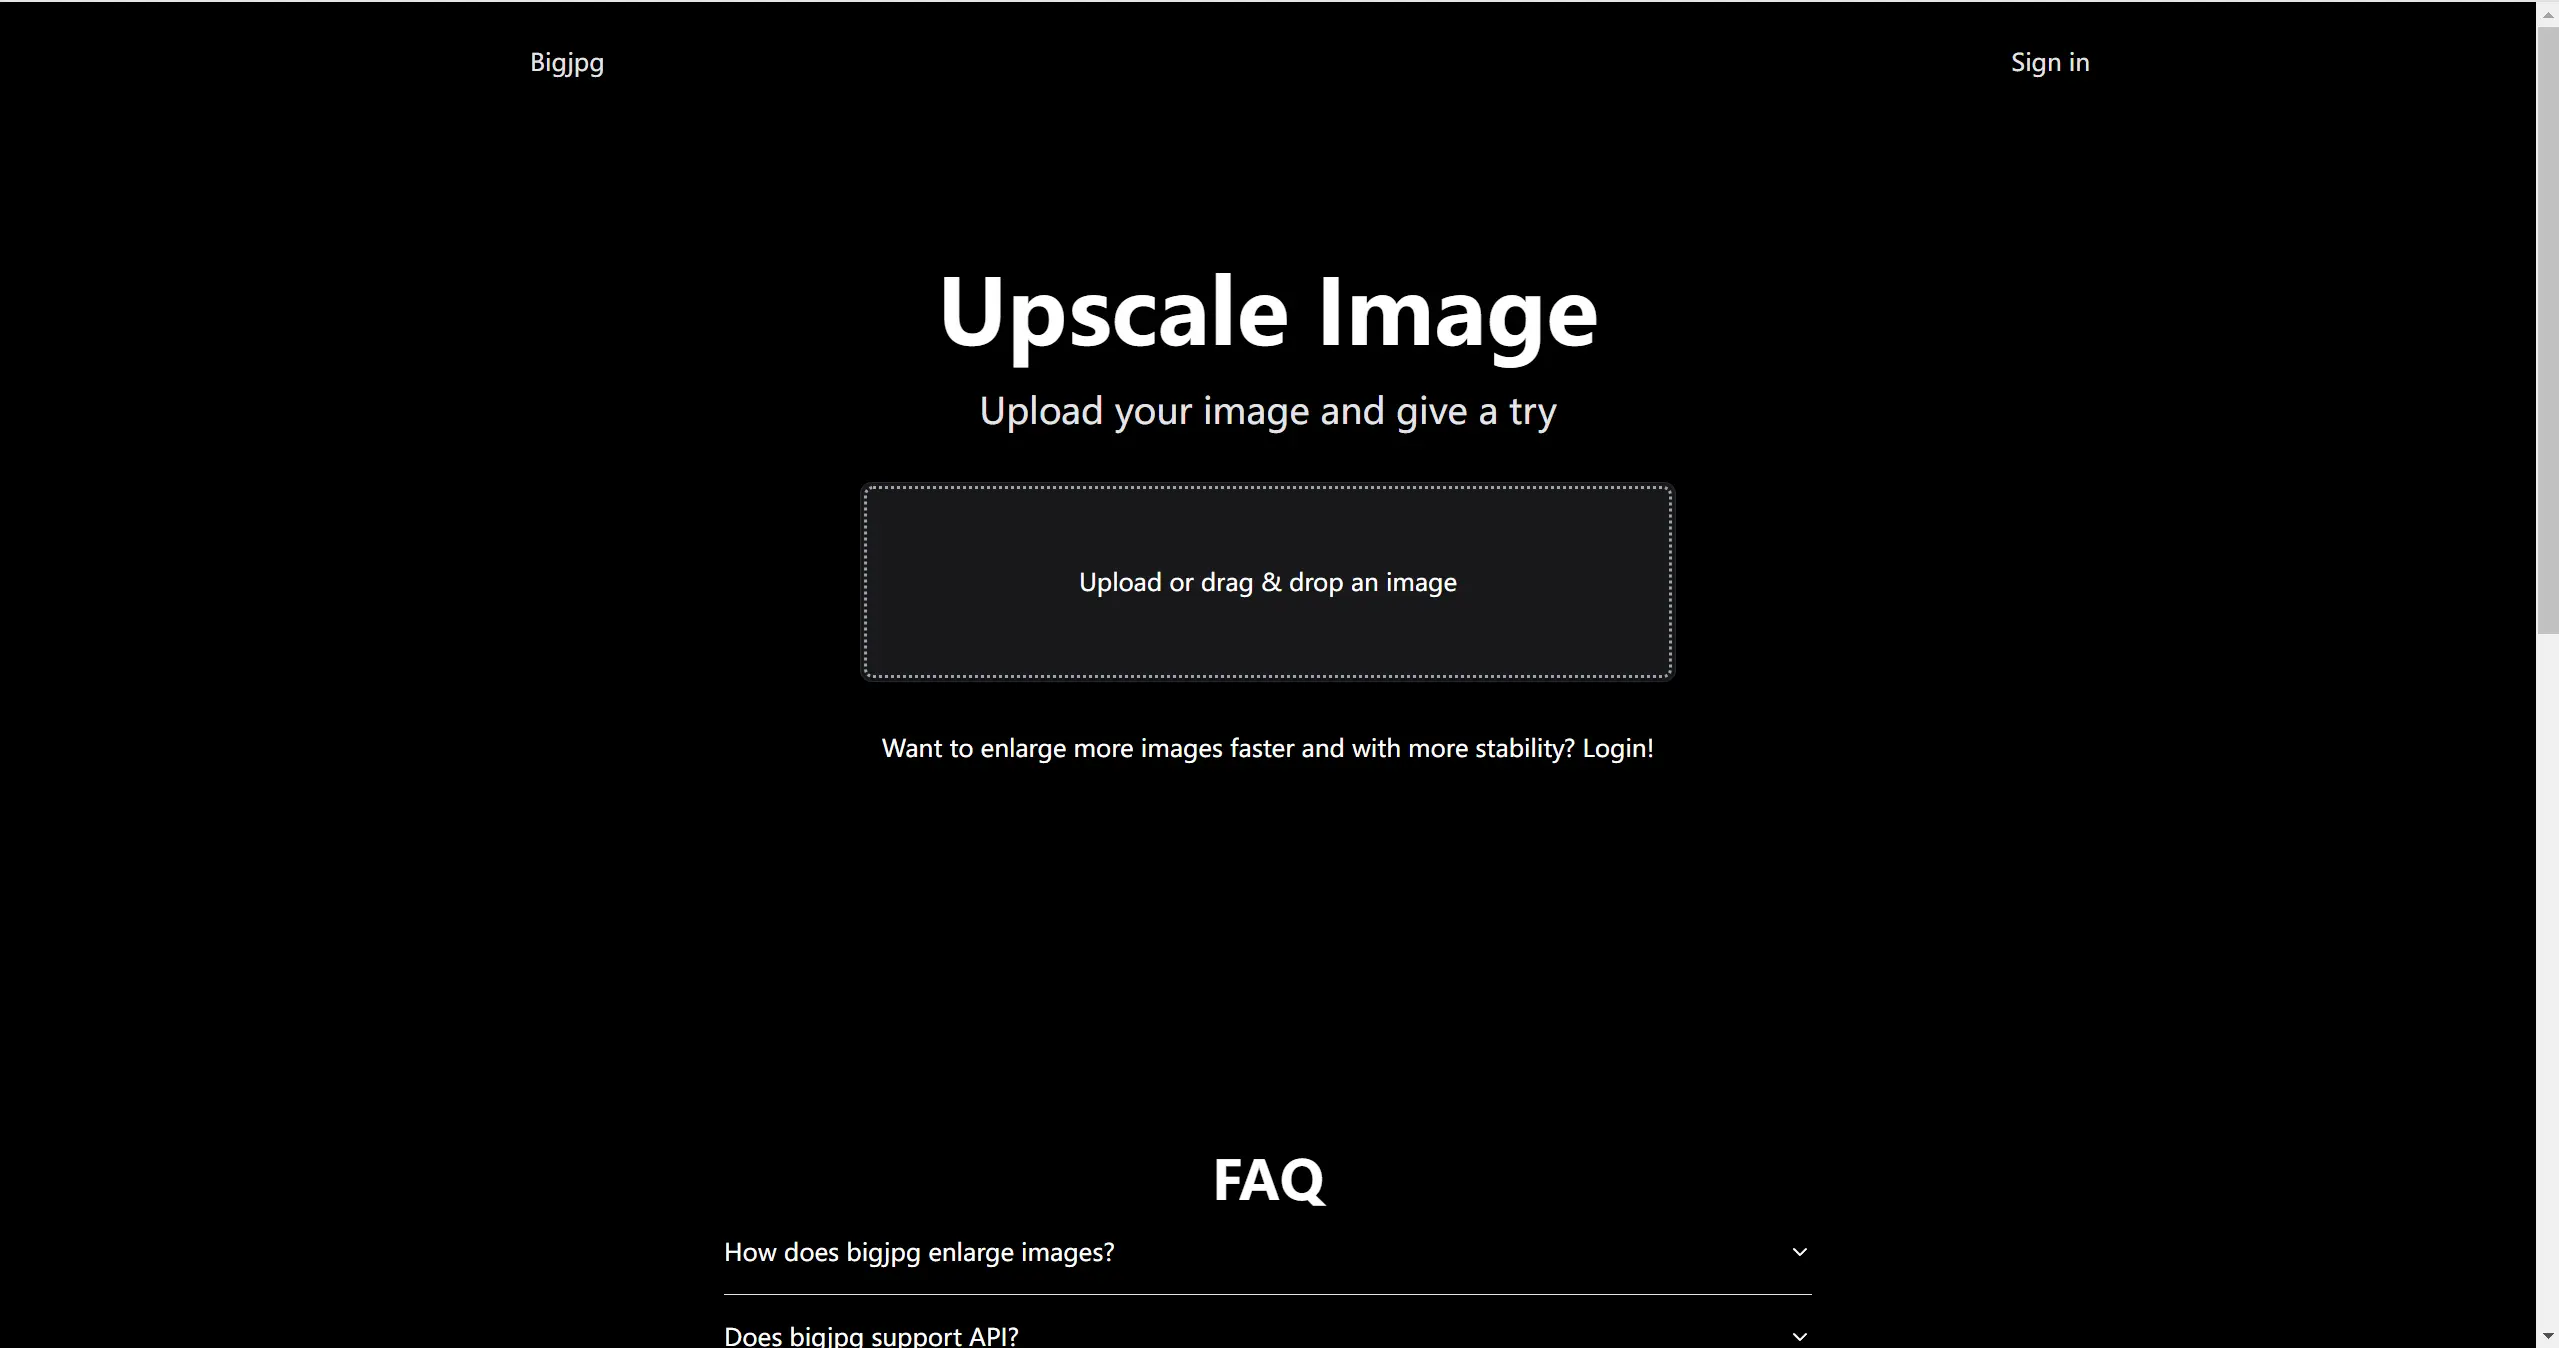 Bigjpg
Sign in
Upscale Image
Upload your image and give a try
Upload or drag & drop an image
Want to enlarge more images faster and with more stability? Login!
FAQ
How does bigjpg enlarge images?
Does bigjpg support API?